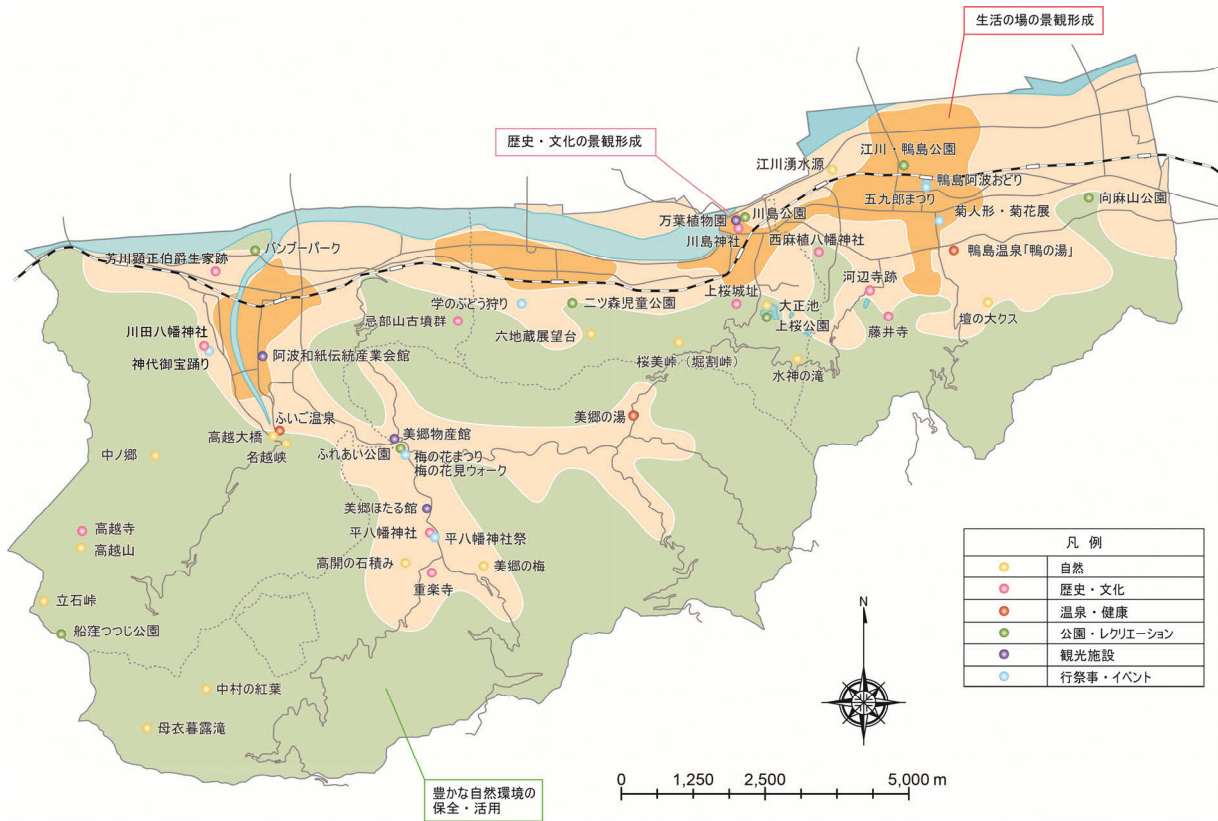 生活の場の景観形成
歴史・文化の景観形成
江川・鴨島公園
江川湧水源
鴨島阿波おどり
五九郎まつり
向麻山公園
川島公園
万葉植物園
菊人形・菊花展
川島神社
西麻植八幡神社
バンブーパーク
鴨島温泉「鴨の湯」
芳川顕正伯爵生家跡
河辺寺跡
学のぶどう狩り
二ツ森児童公園
上桜城址
大正池
忌部山古墳群
上桜公園
藤井寺
壇の大クス
川田八幡神社
六地蔵展望台
神代御宝踊り
阿波和紙伝統産業会館
桜美峠（堀割峠）
水神の滝
ふいご温泉
美郷の湯
高越大橋
美郷物産館
名越峡
ふれあい公園
梅の花まつり
中ノ郷
梅の花見ウォーク
美郷ほたる館
高越寺
平八幡神社
平八幡神社祭
高越山
高開の石積み
美郷の梅
重楽寺
立石峠
船窪つつじ公園
中村の紅葉
母衣暮露滝
豊かな自然環境の
保全・活用
凡 例
自然
歴史・文化
温泉・健康
公園・レクリエーション
観光施設
行祭事・イベント
N
0 1,250 2,500 5,000 m